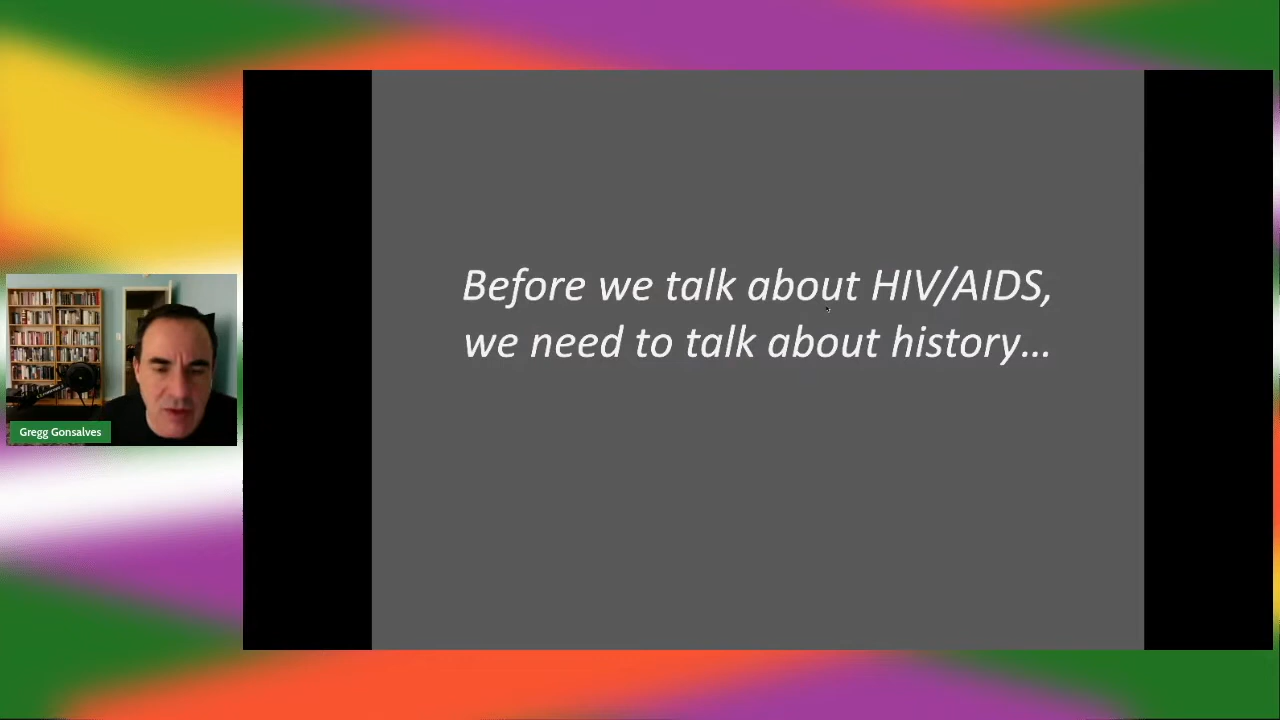 Before we talk about HIV/AIDS,
we need to talk about history...
Gregg Gonsalves